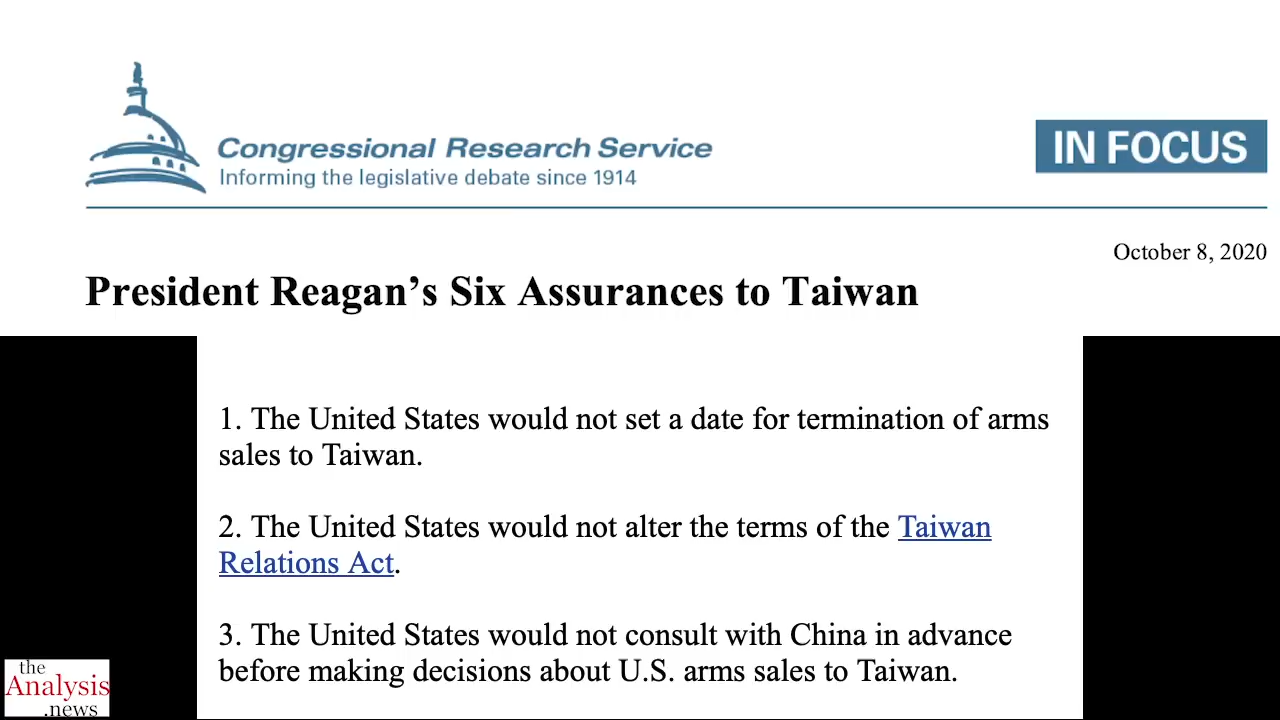 Congressional Research Service
Informing the legislative debate since 1914
IN FOCUS
October 8, 2020
President Reagan’s Six Assurances to Taiwan
1. The United States would not set a date for termination of arms
sales to Taiwan.
2. The United States would not alter the terms of the Taiwan
Relations Act.
3. The United States would not consult with China in advance
before making decisions about U.S. arms sales to Taiwan.
the
Analysis
.news